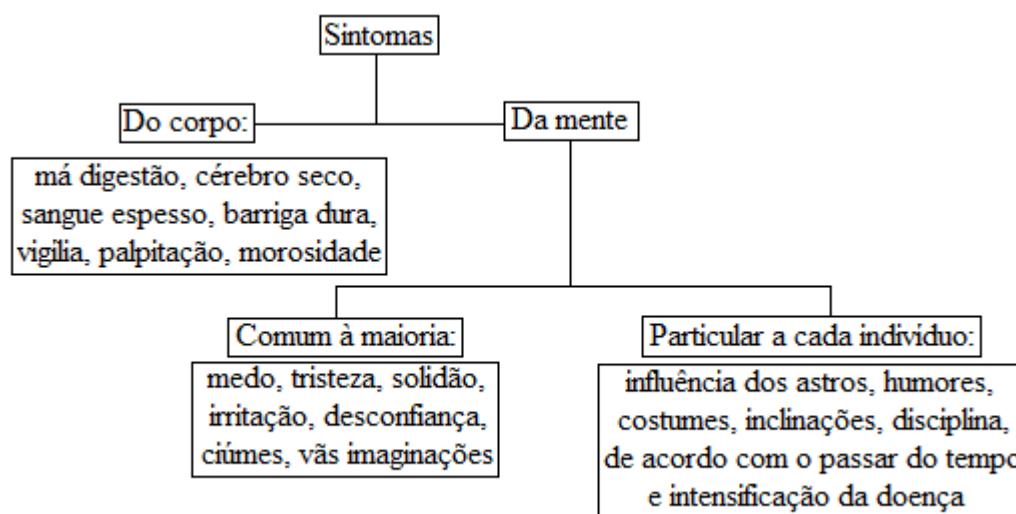 Sintomas
Do corpo:
má digestão, cérebro seco,
sangue espesso, barriga dura,
vigília, palpitação, morosidade
Da mente
Comum à maioria:
medo, tristeza, solidão,
irritação, desconfiança,
ciúmes, vãs imaginações
Particular a cada indivíduo:
influência dos astros, humores,
costumes, inclinações, disciplina,
de acordo com o passar do tempo
e intensificação da doença